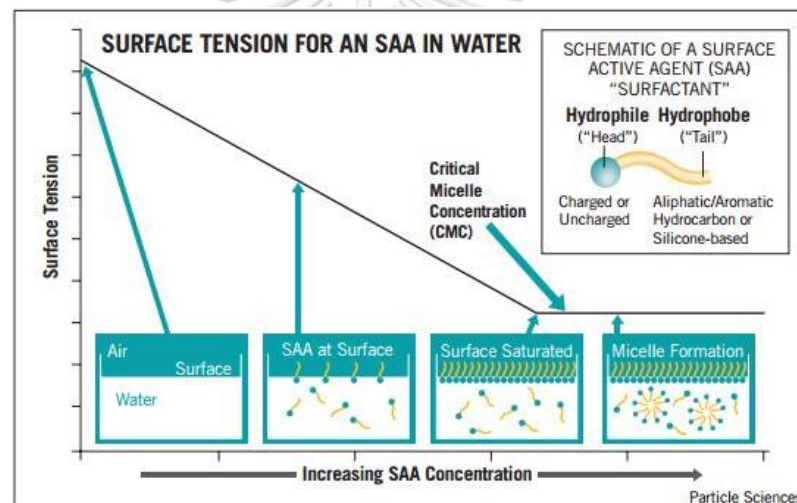 SURFACE TENSION FOR AN SAA IN WATER
SCHEMATIC OF A SURFACE
ACTIVE AGENT (SAA)
“SURFACTANT”
Hydrophile Hydrophobe
(“Head”) (“Tail”)
Charged or
Uncharged
Aliphatic/Aromatic
Hydrocarbon or
Silicone-based
Critical
Micelle
Concentration
(CMC)
Surface Tension
Air
Surface
Water
SAA at Surface
Surface Saturated
Micelle Formation
Increasing SAA Concentration
Particle Sciences